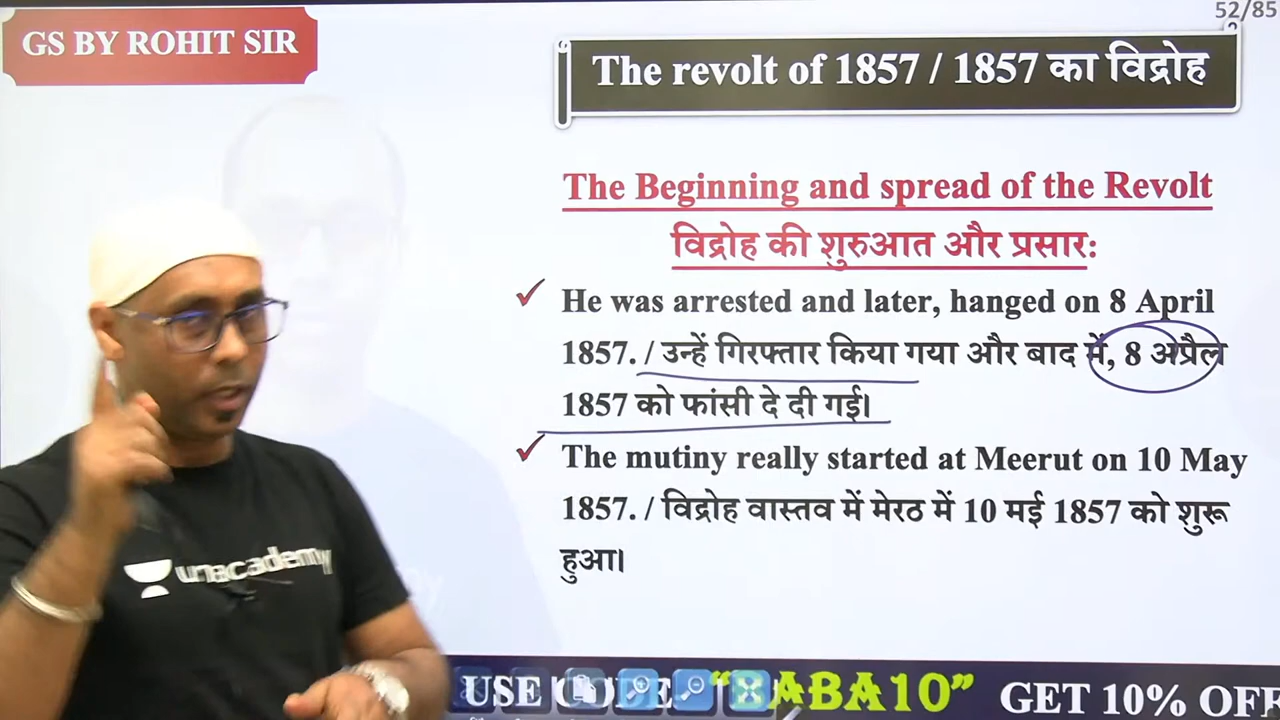 52/85
GS BY ROHIT SIR
The revolt of 1857 / 1857 का विद्रोह
The Beginning and spread of the Revolt
विद्रोह की शुरुआत और प्रसार:
He was arrested and later, hanged on 8 April
1857. / उन्हें गिरफ्तार किया गया और बाद में, 8 अप्रैल
1857 को फांसी दे दी गई।
The mutiny really started at Meerut on 10 May
1857. / विद्रोह वास्तव में मेरठ में 10 मई 1857 को शुरू
हुआ।
unacademy
USE CODE "BABA10" GET 10% OFF